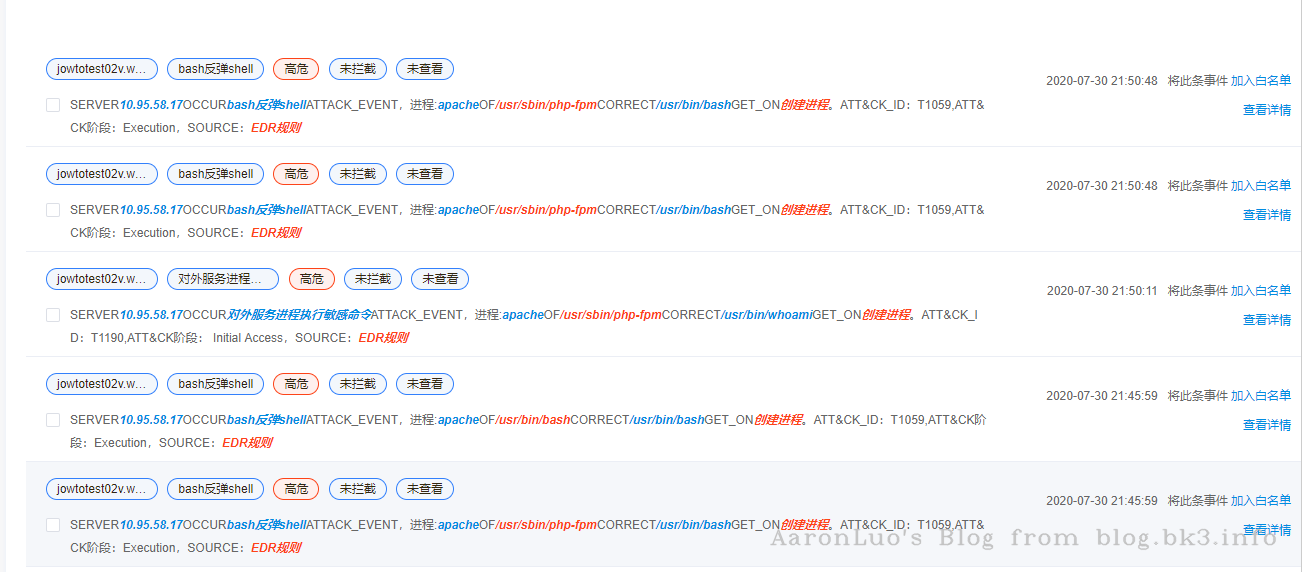 jowtotest02v.w... bash反弹shell 高危 未拦截 未查看
2020-07-30 21:50:48 将此条事件 加入白名单
SERVER10.95.58.17OCCURbash反弹shellATTACK_EVENT，进程:apacheOF/usr/sbin/php-fpmCORRECT/usr/bin/bashGET_ON创建进程。ATT&CK_ID：T1059,ATT&
查看详情
CK阶段：Execution，SOURCE：EDR规则
jowtotest02v.w... bash反弹shell 高危 未拦截 未查看
2020-07-30 21:50:48 将此条事件 加入白名单
SERVER10.95.58.17OCCURbash反弹shellATTACK_EVENT，进程:apacheOF/usr/sbin/php-fpmCORRECT/usr/bin/bashGET_ON创建进程。ATT&CK_ID：T1059,ATT&
查看详情
CK阶段：Execution，SOURCE：EDR规则
jowtotest02v.w... 对外服务进程... 高危 未拦截 未查看
2020-07-30 21:50:11 将此条事件 加入白名单
SERVER10.95.58.17OCCUR对外服务进程执行敏感命令ATTACK_EVENT，进程:apacheOF/usr/sbin/php-fpmCORRECT/usr/bin/whoamiGET_ON创建进程。ATT&CK_I
查看详情
D：T1190,ATT&CK阶段： Initial Access，SOURCE：EDR规则
jowtotest02v.w... bash反弹shell 高危 未拦截 未查看
2020-07-30 21:45:59 将此条事件 加入白名单
SERVER10.95.58.17OCCURbash反弹shellATTACK_EVENT，进程:apacheOF/usr/bin/bashCORRECT/usr/bin/bashGET_ON创建进程。ATT&CK_ID：T1059,ATT&CK阶
查看详情
段：Execution，SOURCE：EDR规则
jowtotest02v.w... bash反弹shell 高危 未拦截 未查看
2020-07-30 21:45:59 将此条事件 加入白名单
SERVER10.95.58.17OCCURbash反弹shellATTACK_EVENT，进程:apacheOF/usr/sbin/php-fpmCORRECT/usr/bin/bashGET_ON创建进程。ATT&CK_ID：T1059,ATT&
查看详情
CK阶段：Execution，SOURCE：EDR规则
AaronLuo's Blog from blog.bk3.info